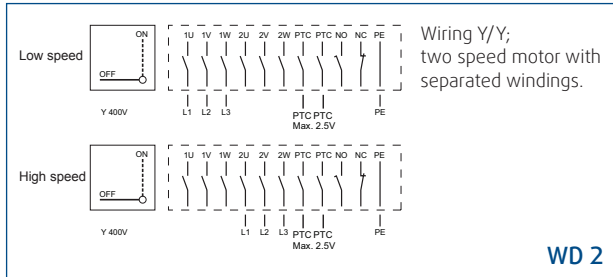 Low speed
ON
OFF
Y 400V
1U 1V 1W 2U 2V 2W PTC PTC NO NC PE
L1 L2 L3 PTC PTC PE
Max. 2.5V
Wiring Y/Y;
two speed motor with
separated windings.
High speed
ON
OFF
Y 400V
1U 1V 1W 2U 2V 2W PTC PTC NO NC PE
L1 L2 L3 PTC PTC PE
Max. 2.5V
WD 2